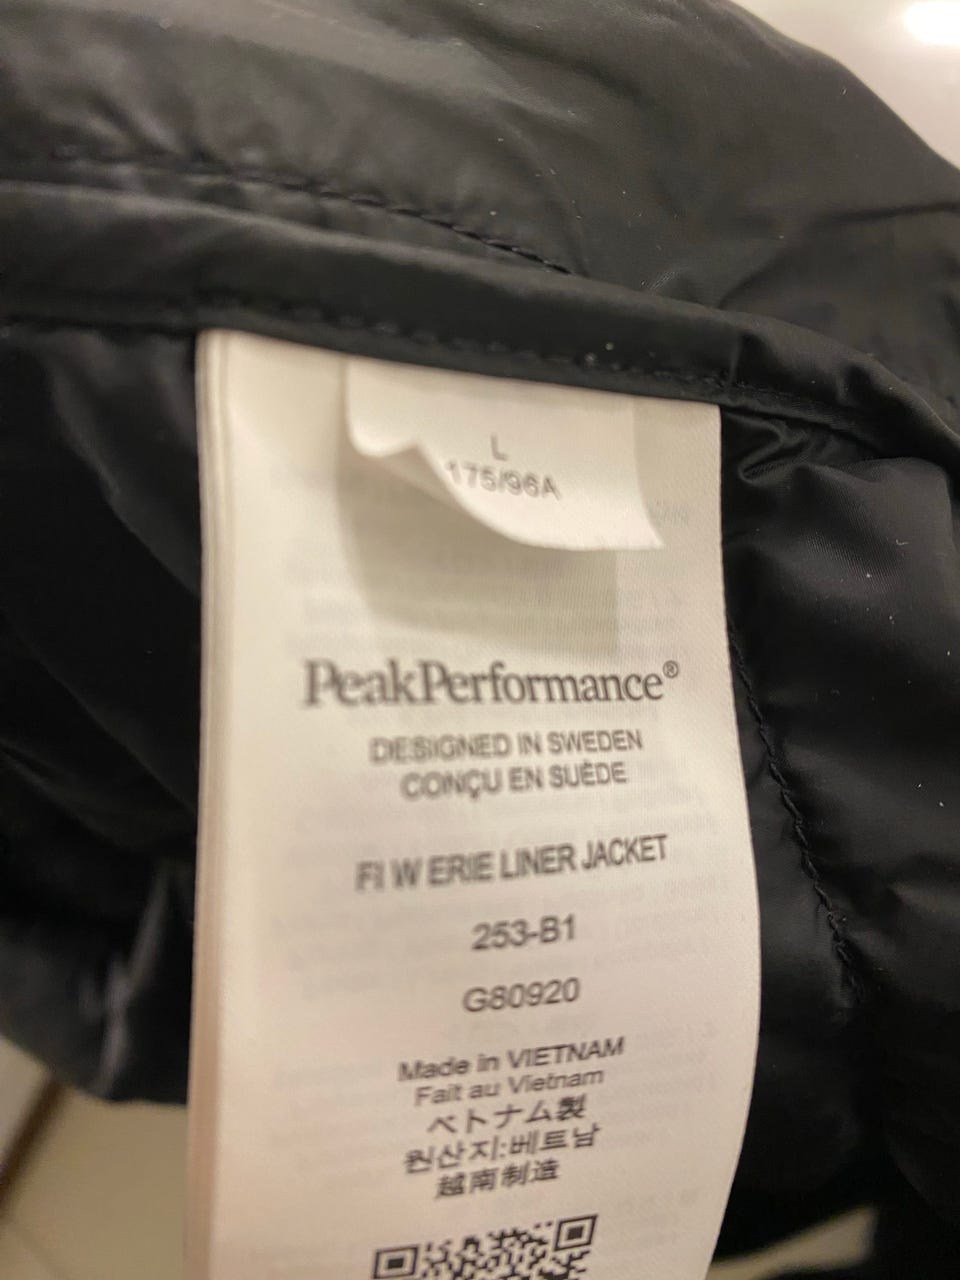 L
175/96A
PeakPerformance®
DESIGNED IN SWEDEN
CONÇU EN SUÈDE
FI W ERIE LINER JACKET
253-B1
G80920
Made in VIETNAM
Fait au Vietnam
ベトナム製
원산지:베트남
越南制造